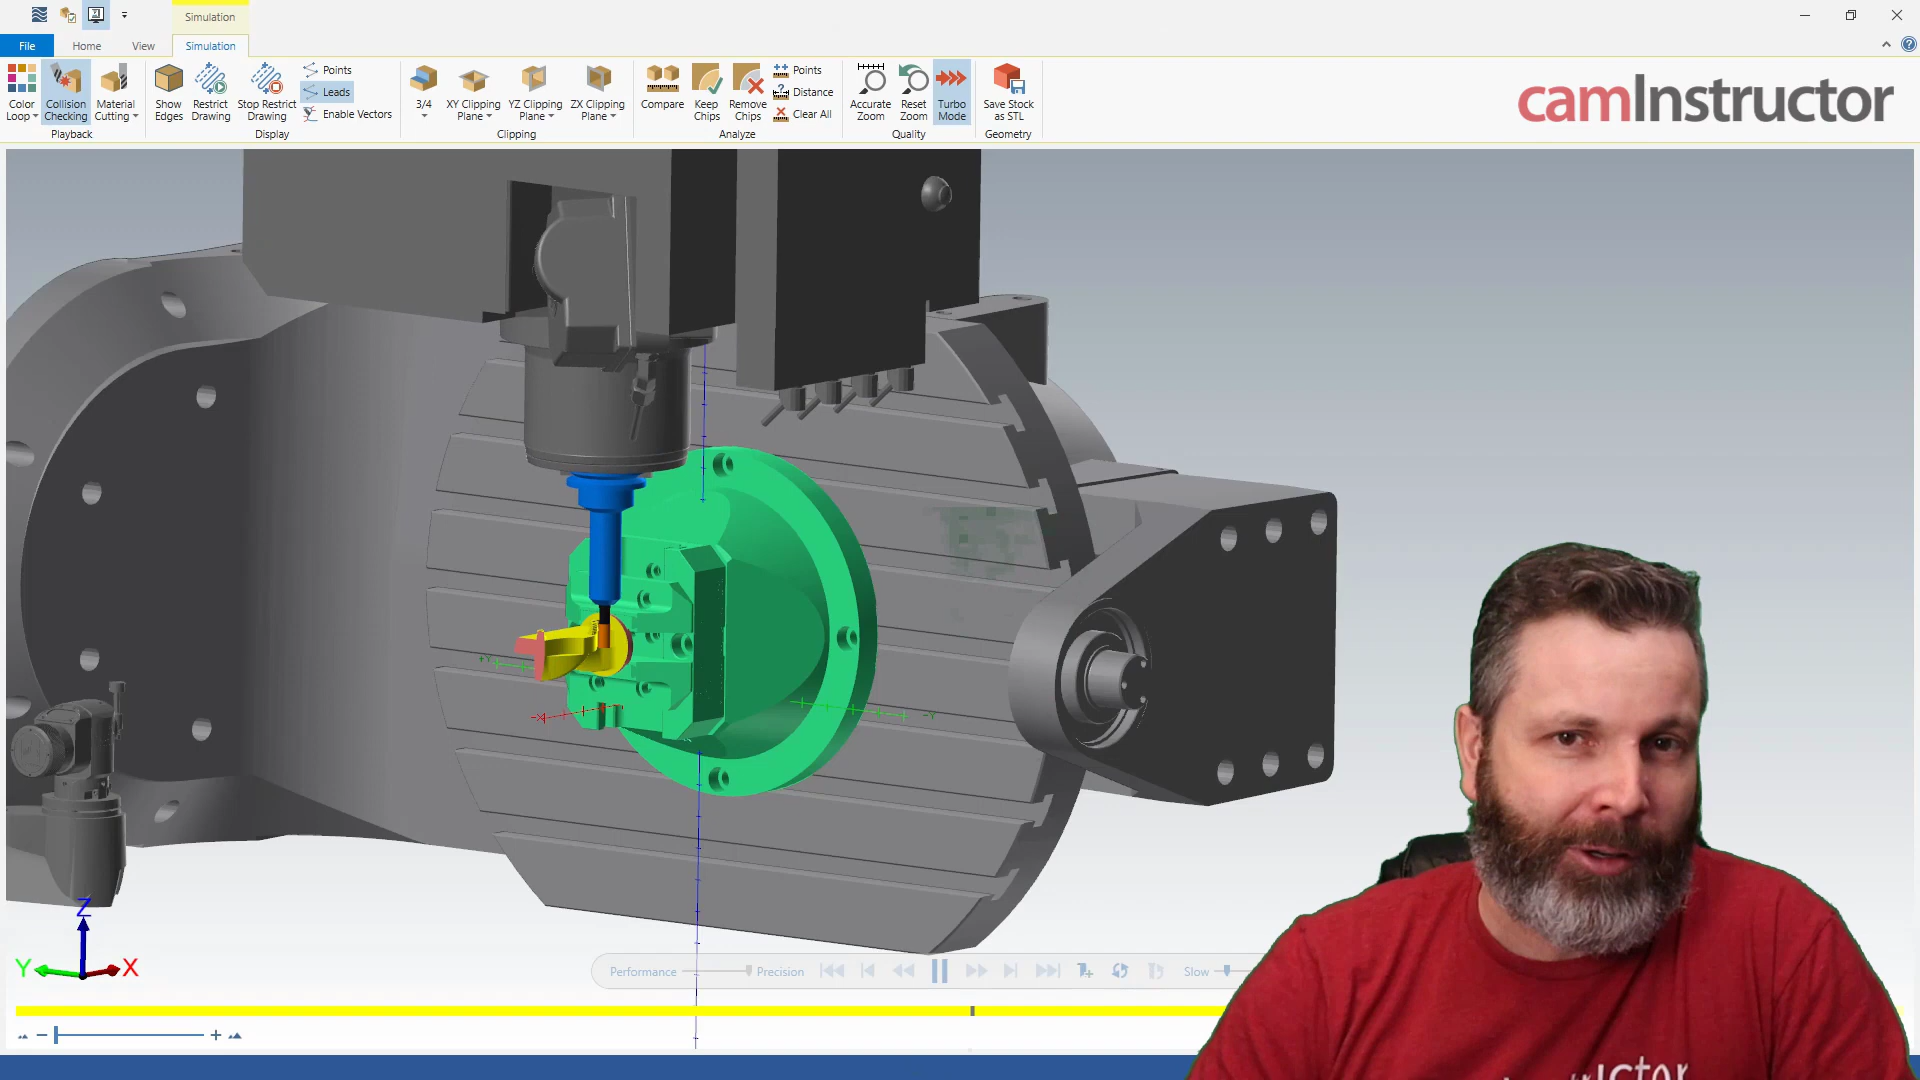 Simulation
File Home View Simulation
Color Loop
Collision Checking
Material Cutting
Playback
Show Edges
Restrict Drawing
Stop Restrict Drawing
Points
Leads
Enable Vectors
Display
3/4
XY Clipping Plane
YZ Clipping Plane
ZX Clipping Plane
Clipping
Compare
Keep Chips
Remove Chips
Points
Distance
Clear All
Analyze
Accurate Zoom
Reset Zoom
Turbo Mode
Quality
Save Stock as STL
Geometry
camInstructor
+Y
-X
-Y
Z
Y X
Performance Precision Slow